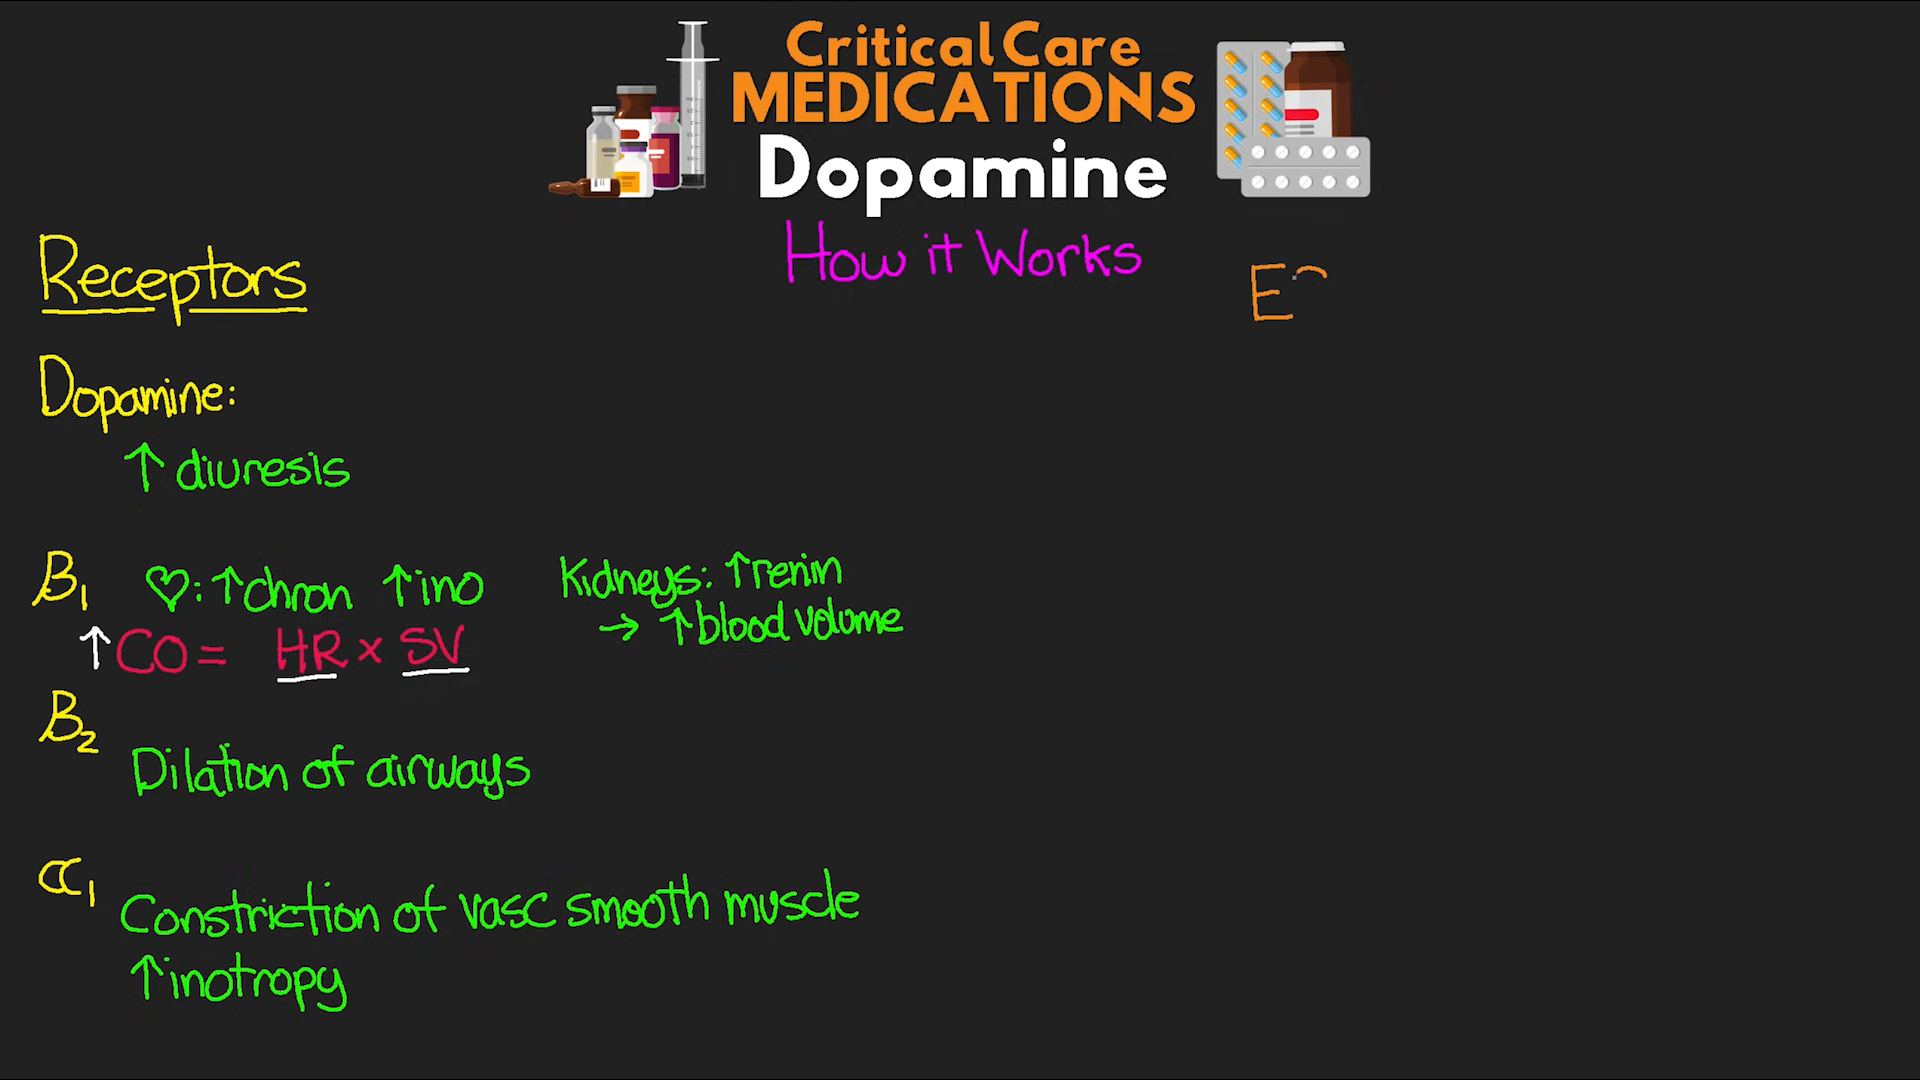 Critical Care
MEDICATIONS
Dopamine
How it Works
Receptors
Dopamine:
↑ diuresis
B₁ ♡: ↑chron ↑ino
↑CO = HR x SV
Kidneys: ↑renin
→ ↑blood volume
B₂
Dilation of airways
α₁
Constriction of vasc smooth muscle
↑inotropy
E